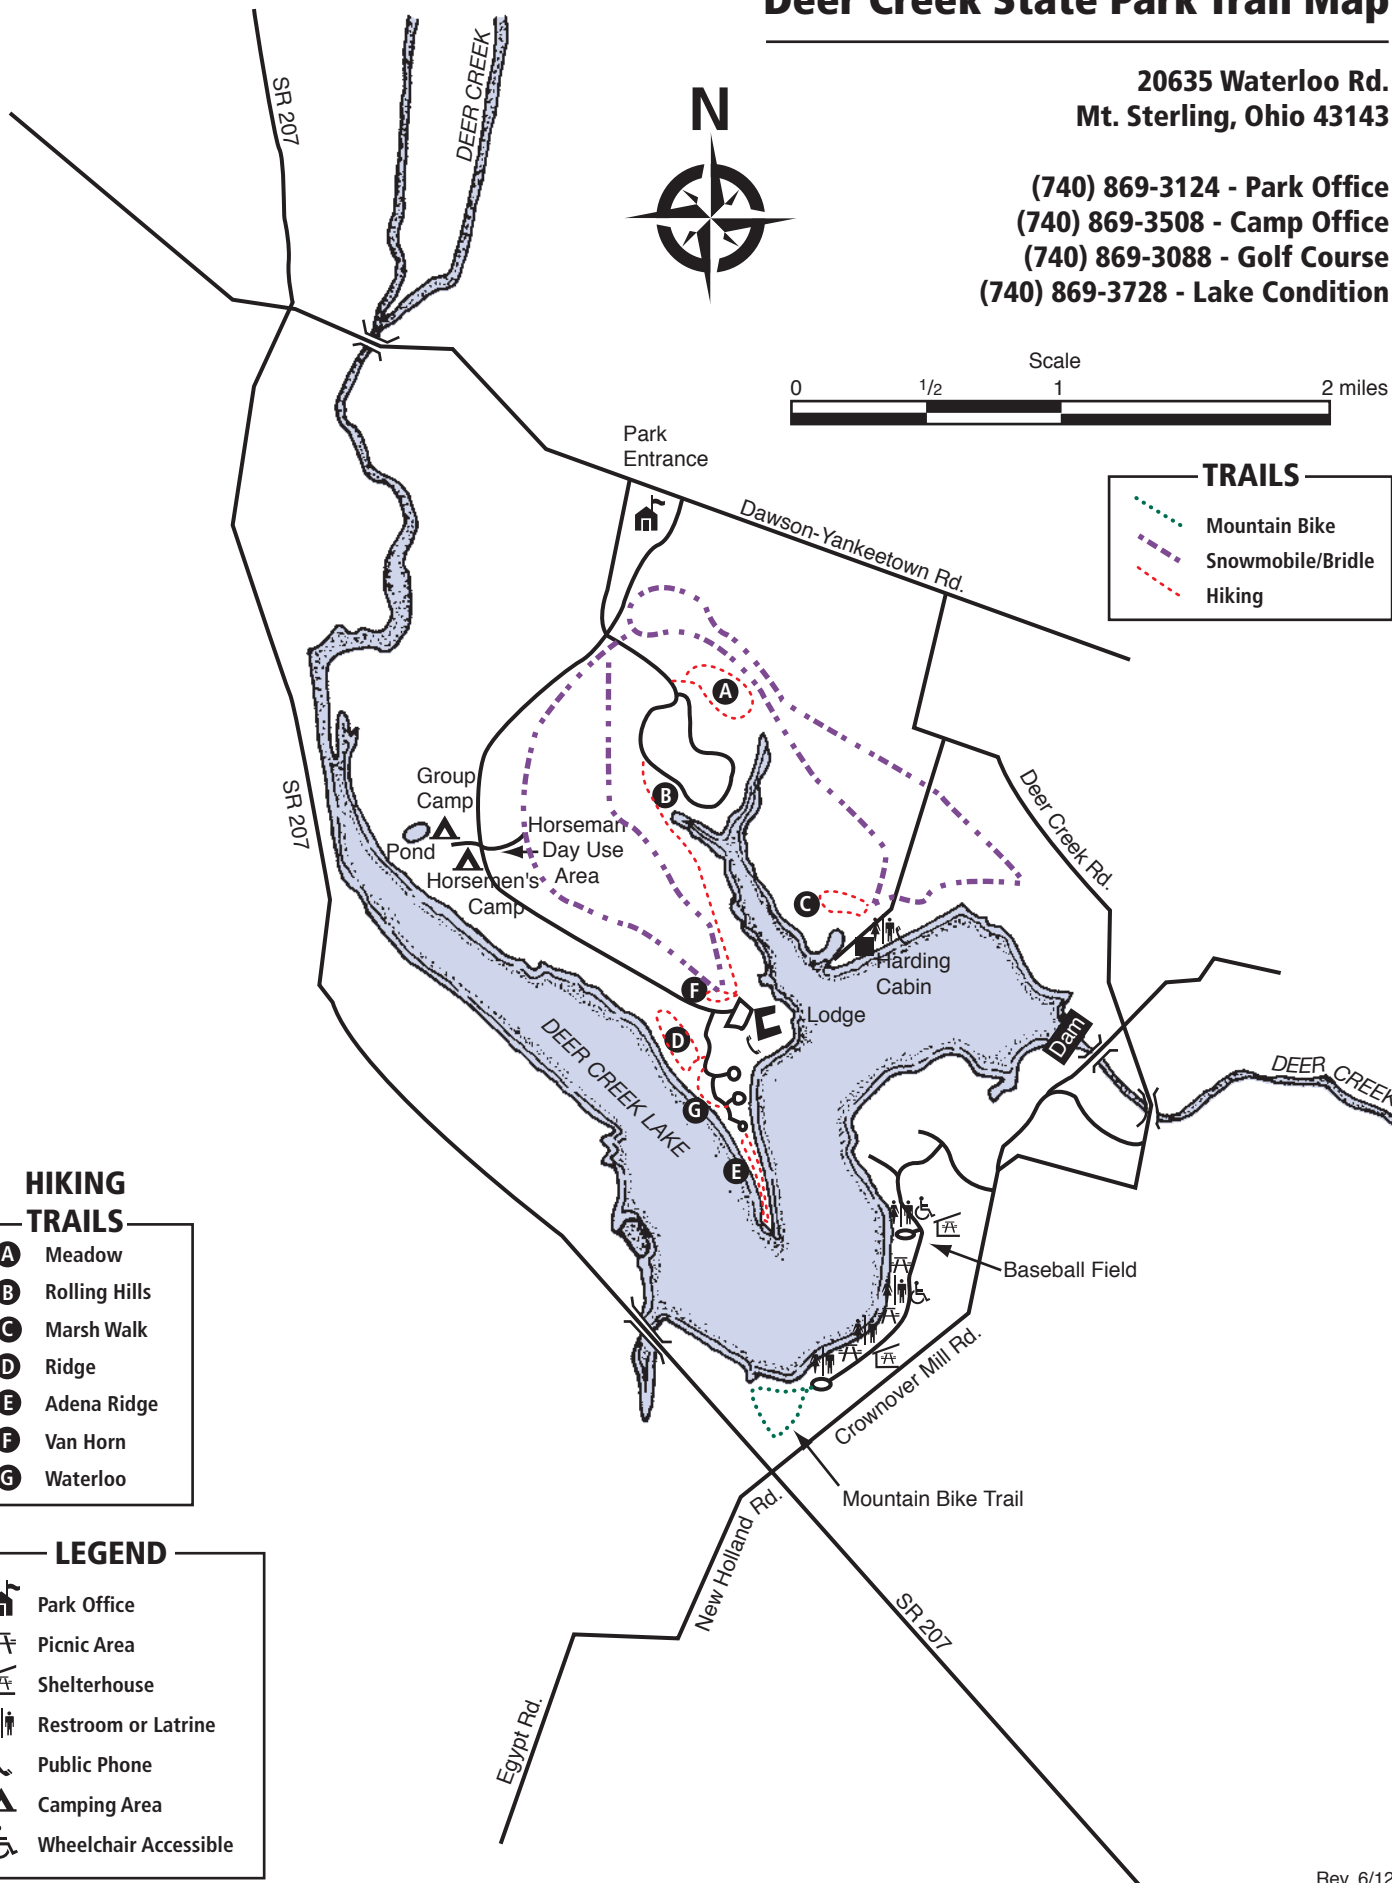 Deer Creek State Park Trail Map
20635 Waterloo Rd.
Mt. Sterling, Ohio 43143
(740) 869-3124 - Park Office
(740) 869-3508 - Camp Office
(740) 869-3088 - Golf Course
(740) 869-3728 - Lake Condition
N
SR 207
DEER CREEK
Scale
0 1/2 1 2 miles
TRAILS
Mountain Bike
Snowmobile/Bridle
Hiking
Park
Entrance
Dawson-Yankeetown Rd.
A
B
C
Group
Camp
Pond
Horseman
Day Use
Area
Horsemen's
Camp
SR 207
Deer Creek Rd.
Harding
Cabin
F
Lodge
D
G
E
DEER CREEK LAKE
Dam
DEER CREEK
Baseball Field
Crownover Mill Rd.
Mountain Bike Trail
New Holland Rd.
SR 207
Egypt Rd.
HIKING
TRAILS
A Meadow
B Rolling Hills
C Marsh Walk
D Ridge
E Adena Ridge
F Van Horn
G Waterloo
LEGEND
Park Office
Picnic Area
Shelterhouse
Restroom or Latrine
Public Phone
Camping Area
Wheelchair Accessible
Rev. 6/12